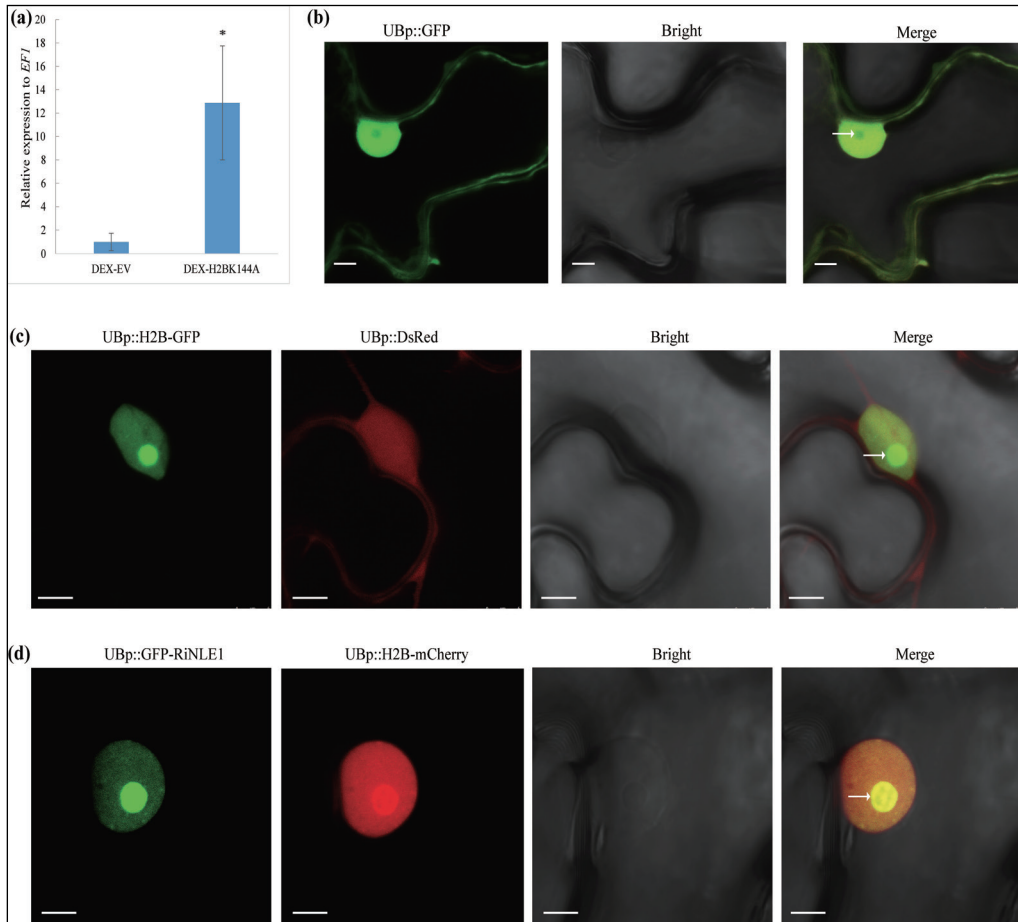 (a)
Relative expression to EF1
20
18
16
14
12
10
8
6
4
2
0
*
DEX-EV DEX-H2BK144A
(b)
UBp::GFP Bright Merge
(c)
UBp::H2B-GFP UBp::DsRed Bright Merge
(d)
UBp::GFP-RiNLE1 UBp::H2B-mCherry Bright Merge